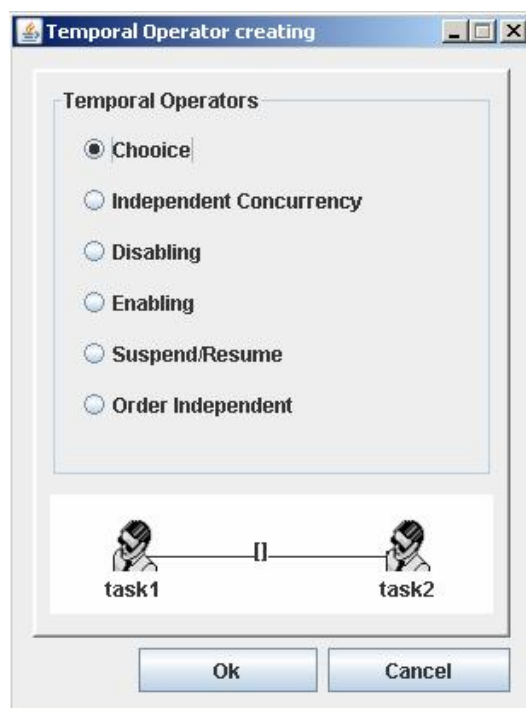 Temporal Operator creating
Temporal Operators
Chooice
Independent Concurrency
Disabling
Enabling
Suspend/Resume
Order Independent
[]
task1 task2
Ok Cancel